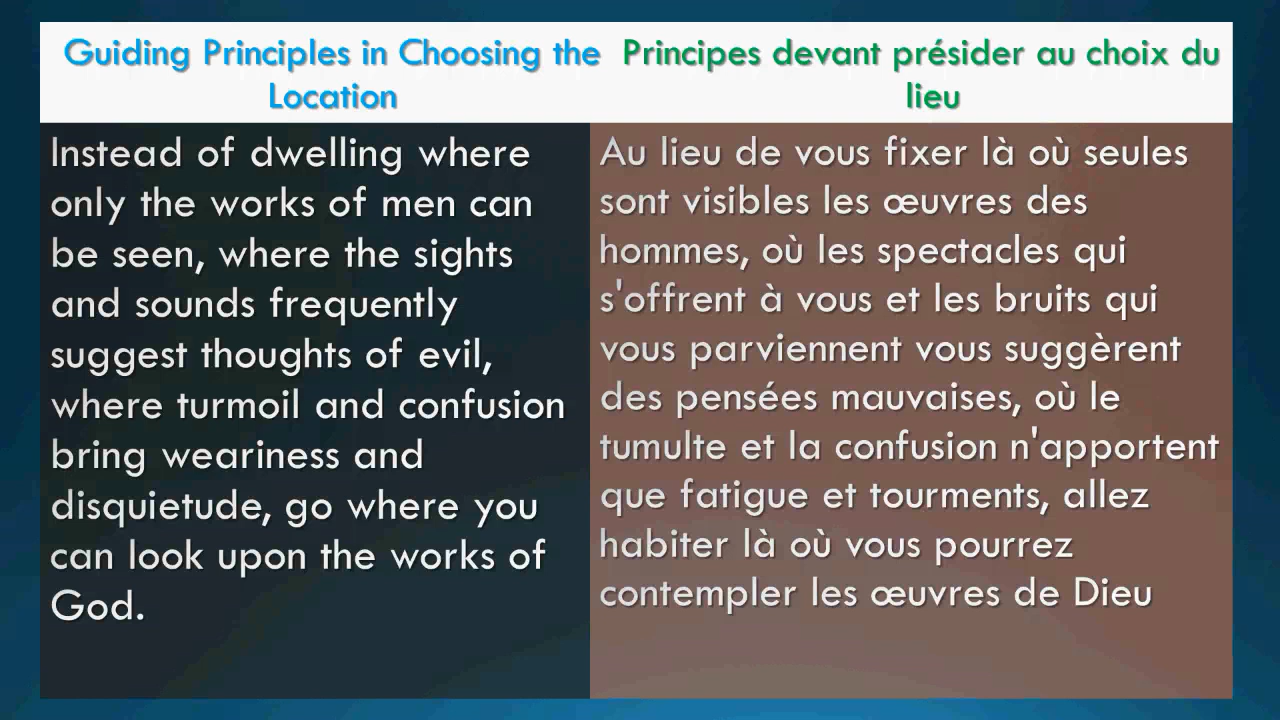 Guiding Principles in Choosing the
Location
Principes devant présider au choix du
lieu
Instead of dwelling where
only the works of men can
be seen, where the sights
and sounds frequently
suggest thoughts of evil,
where turmoil and confusion
bring weariness and
disquietude, go where you
can look upon the works of
God.
Au lieu de vous fixer là où seules
sont visibles les œuvres des
hommes, où les spectacles qui
s'offrent à vous et les bruits qui
vous parviennent vous suggèrent
des pensées mauvaises, où le
tumulte et la confusion n'apportent
que fatigue et tourments, allez
habiter là où vous pourrez
contempler les œuvres de Dieu